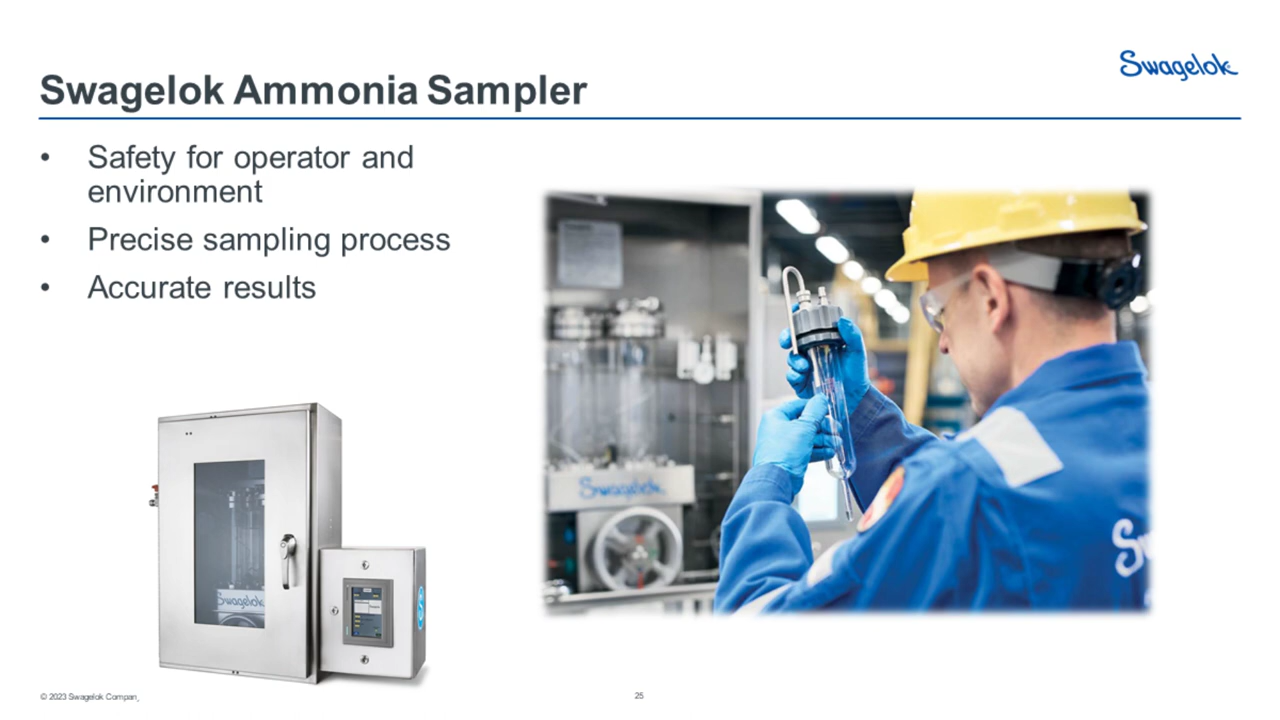 Swagelok
Swagelok Ammonia Sampler
• Safety for operator and
environment
• Precise sampling process
• Accurate results
Swagelok
Swagelok
© 2023 Swagelok Compan
25